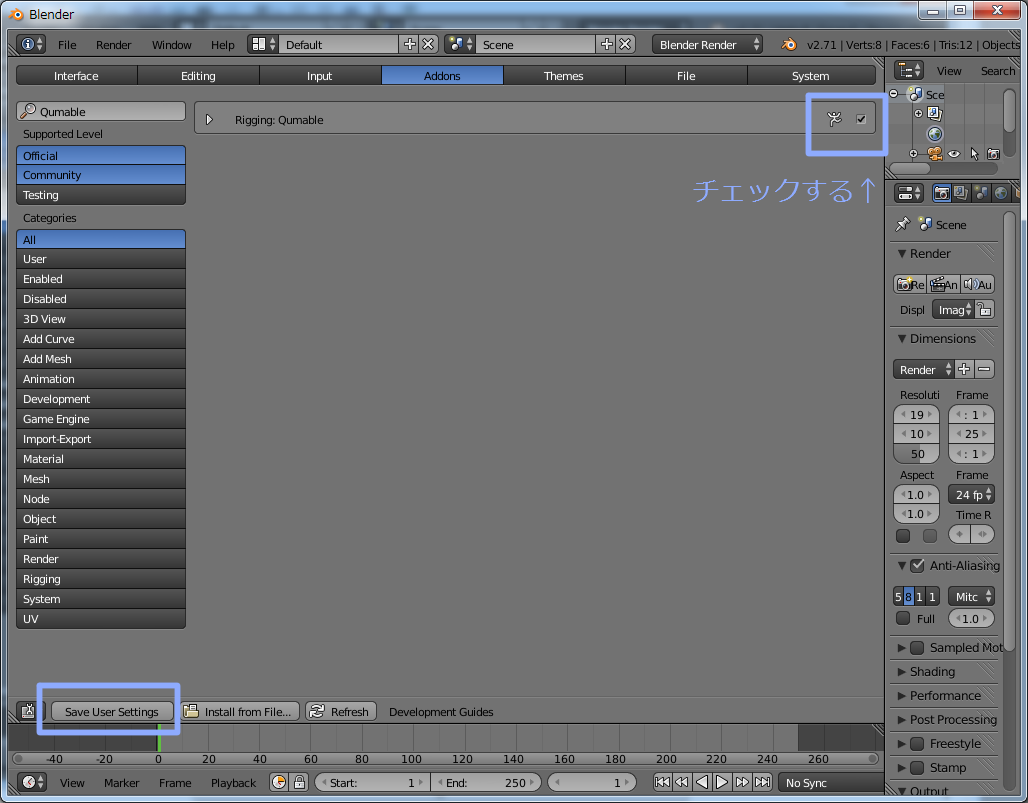 Blender
File Render Window Help Default Scene Blender Render v2.71 | Verts:8 | Faces:6 | Tris:12 | Objects
Interface Editing Input Addons Themes File System
View Search
Qumable
Rigging: Qumable
Sce
Supported Level
Official
Community
Testing
チェックする↑
Categories
All
User
Enabled
Disabled
3D View
Add Curve
Add Mesh
Animation
Development
Game Engine
Import-Export
Material
Mesh
Node
Object
Paint
Render
Rigging
System
UV
Scene
Render
Re An Au
Displ Imag
Dimensions
Render
Resoluti Frame
19 : 1
10 25
50 : 1
Aspect Frame
1.0 24 fp
1.0 Time R
Anti-Aliasing
5 8 1 1 Mitc
Full 1.0
Sampled Mot
Shading
Performance
Post Processing
Freestyle
Stamp
Output
Save User Settings Install from File... Refresh Development Guides
-40 -20 0 20 40 60 80 100 120 140 160 180 200 220 240 260
View Marker Frame Playback Start: 1 End: 250 1 No Sync